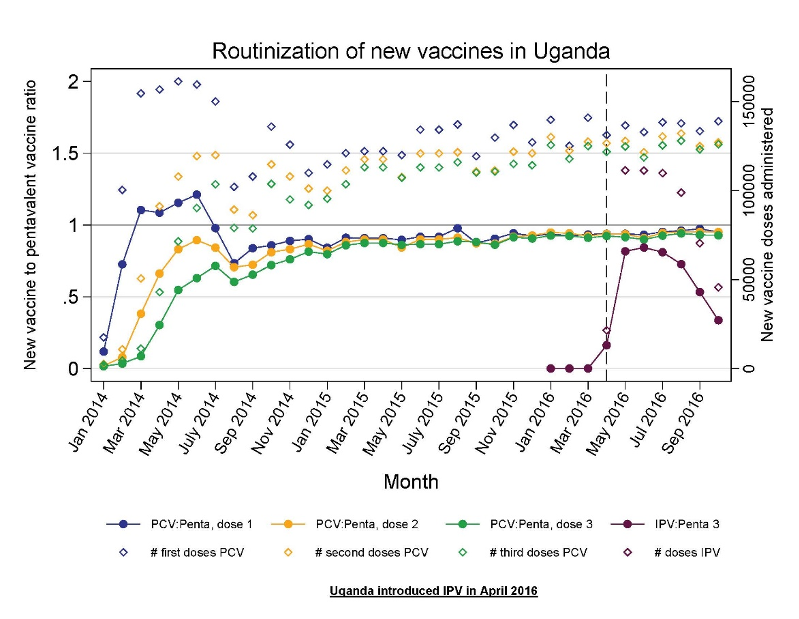 Routinization of new vaccines in Uganda
New vaccine to pentavalent vaccine ratio
2
1.5
1
.5
0
150000
100000
50000
0
New vaccine doses administered
Jan 2014
Mar 2014
May 2014
July 2014
Sep 2014
Nov 2014
Jan 2015
Mar 2015
May 2015
July 2015
Sep 2015
Nov 2015
Jan 2016
Mar 2016
May 2016
Jul 2016
Sep 2016
Month
PCV:Penta, dose 1 PCV:Penta, dose 2 PCV:Penta, dose 3 IPV:Penta 3
# first doses PCV # second doses PCV # third doses PCV # doses IPV
Uganda introduced IPV in April 2016